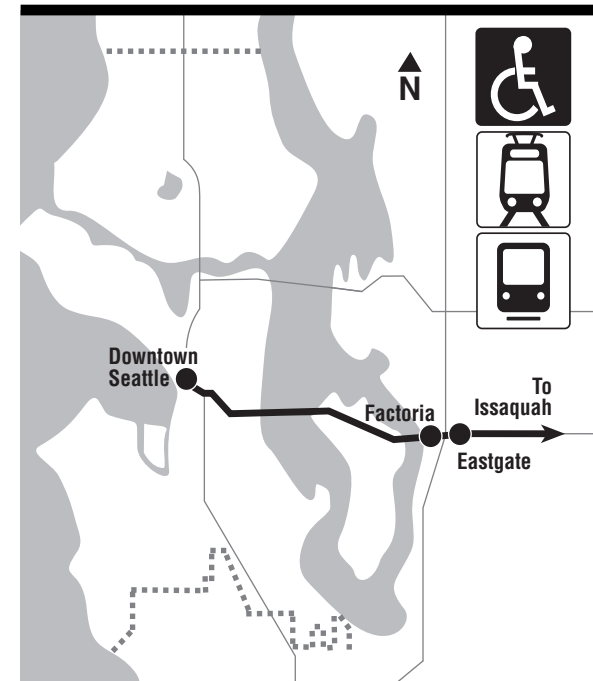 N
Downtown
Seattle
To
Issaquah
Factoria
Eastgate